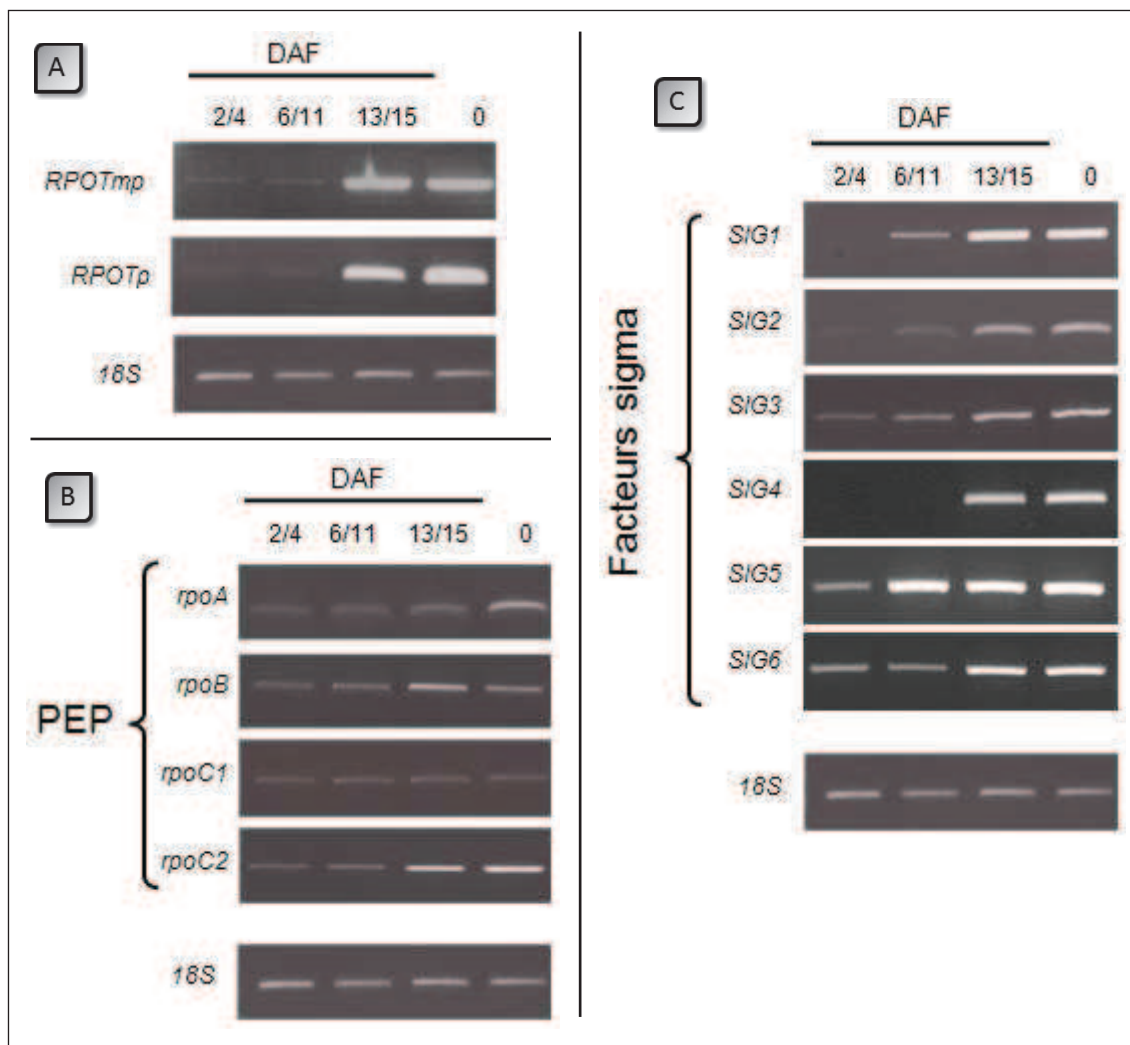 A
DAF
2/4 6/11 13/15 0
RPOTmp
RPOTp
18S
B
DAF
2/4 6/11 13/15 0
PEP
rpoA
rpoB
rpoC1
rpoC2
18S
C
DAF
2/4 6/11 13/15 0
Facteurs sigma
SIG1
SIG2
SIG3
SIG4
SIG5
SIG6
18S